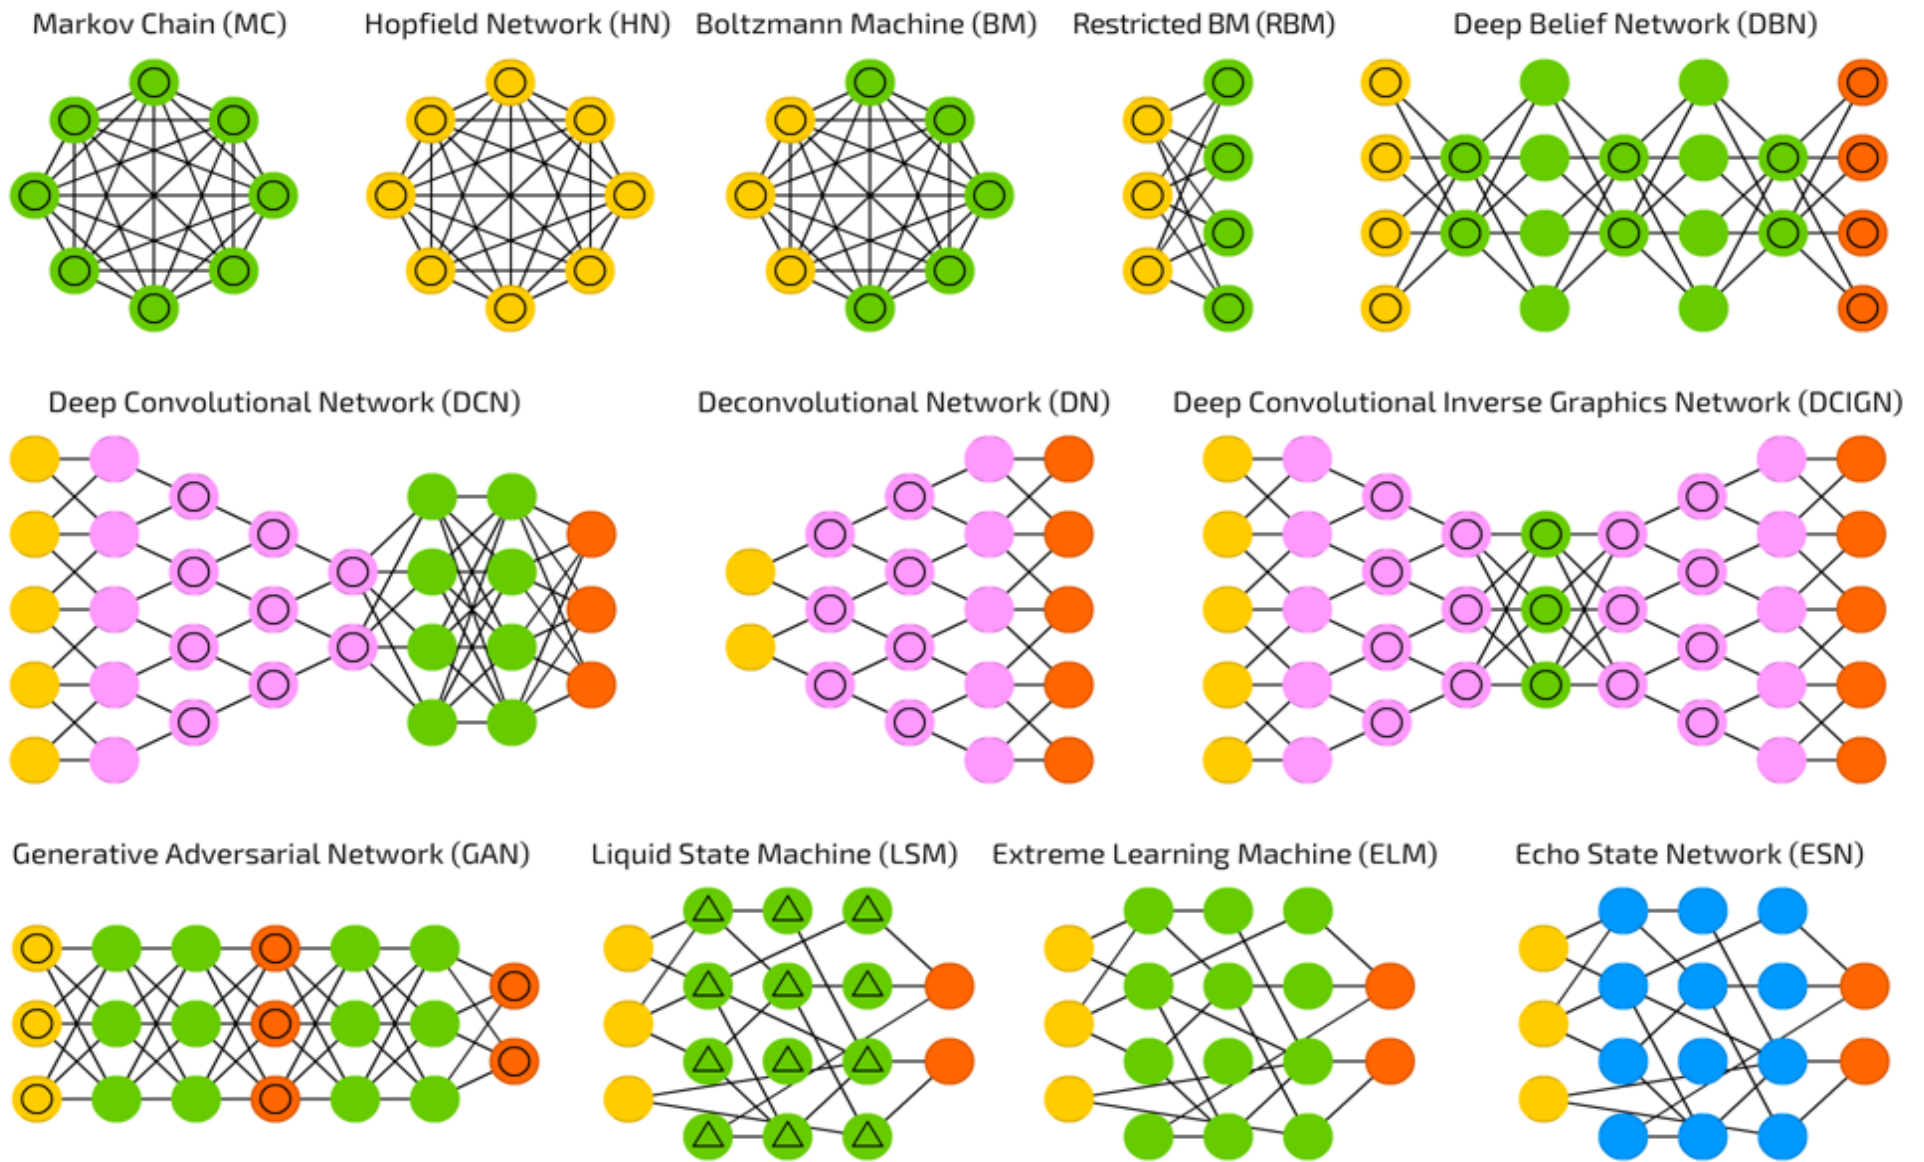 Markov Chain (MC)
Hopfield Network (HN)
Boltzmann Machine (BM)
Restricted BM (RBM)
Deep Belief Network (DBN)
Deep Convolutional Network (DCN)
Deconvolutional Network (DN)
Deep Convolutional Inverse Graphics Network (DCIGN)
Generative Adversarial Network (GAN)
Liquid State Machine (LSM)
Extreme Learning Machine (ELM)
Echo State Network (ESN)